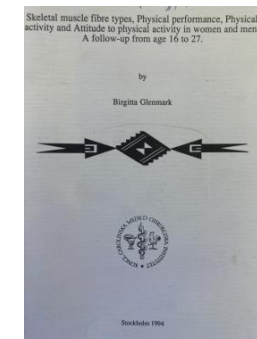 Skeletal muscle fibre types, Physical performance, Physical
activity and Attitude to physical activity in women and men.
A follow-up from age 16 to 27.
by
Birgitta Glenmark
Stockholm 1994